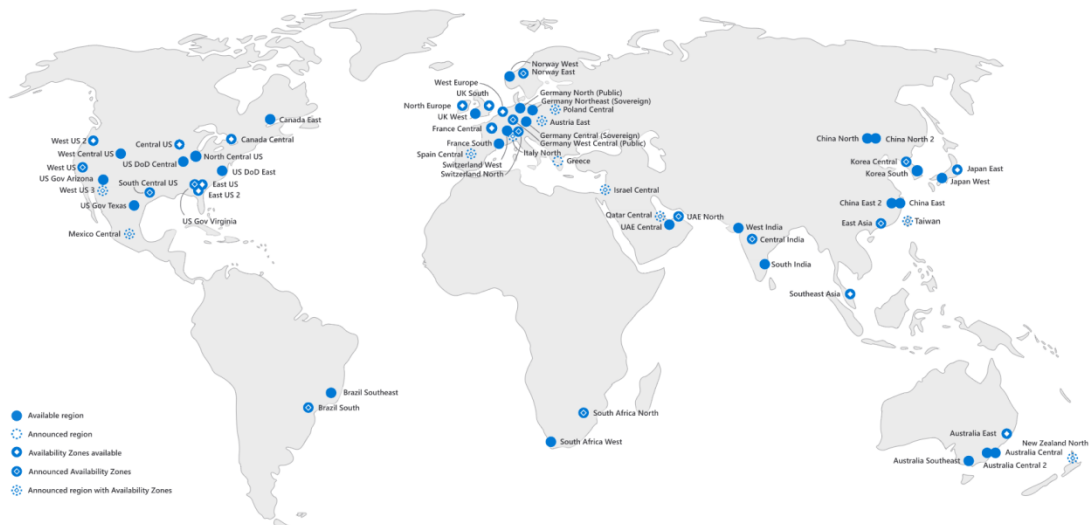 Norway West
Norway East
West Europe
UK South
Germany North (Public)
Germany Northeast (Sovereign)
North Europe
Poland Central
UK West
Austria East
France Central
Germany Central (Sovereign)
Germany West Central (Public)
France South
Italy North
Spain Central
Greece
Switzerland West
Switzerland North
Canada East
West US 2
Central US
Canada Central
West Central US
North Central US
West US
US DoD Central
US DoD East
US Gov Arizona
South Central US
East US
West US 3
East US 2
US Gov Texas
US Gov Virginia
Mexico Central
Israel Central
Qatar Central
UAE North
UAE Central
West India
Central India
South India
China North
China North 2
Korea Central
Japan East
Korea South
Japan West
China East 2
China East
East Asia
Taiwan
Southeast Asia
Brazil Southeast
Brazil South
South Africa North
South Africa West
Australia East
New Zealand North
Australia Central
Australia Southeast
Australia Central 2
Available region
Announced region
Availability Zones available
Announced Availability Zones
Announced region with Availability Zones